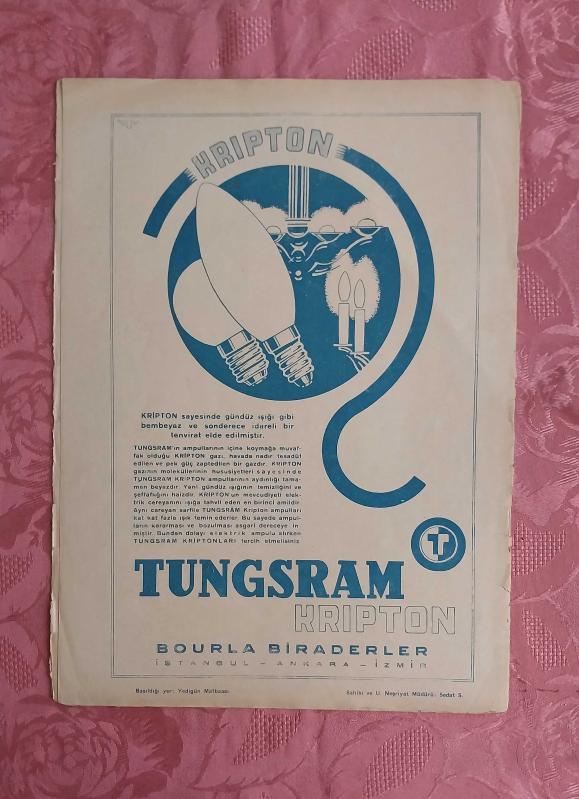 KRIPTON
KRİPTON sayesinde gündüz ışığı gibi
bembeyaz ve sonderece idareli bir
tenvirat elde edilmiştir.
TUNGSRAM'ın ampullarının içine koymağa muvaf-
fak olduğu KRİPTON gazı, havada nadir tesadüf
edilen ve pek güç zaptedilen bir gazdır. KRİPTON
gazının moleküllerinin hususiyetleri sayesinde
TUNGSRAM KRİPTON ampullarının aydınlığı tama-
men beyazdır. Yani gündüz ışığının temizliğini ve
şeffaflığını haizdir. KRİPTON'un mevcudiyeti elek-
trik cereyanını ışığa tahvil eden en birinci amildir.
Aynı cereyan sarfile TUNGSRAM Kripton ampulları
kat kat fazla ışık temin ederler. Bu sayede ampul-
ların kararması ve bozulması asgarî dereceye in-
miştir. Bundan dolayı elektrik ampulu alırken
TUNGSRAM KRİPTONLARI tercih etmelisiniz
T
TUNGSRAM
KRIPTON
BOURLA BİRADERLER
İSTANBUL - ANKARA - İZMİR
Basıldığı yer: Yedigün Matbaası
Sahibi ve U. Neşriyat Müdürü: Sedat S.